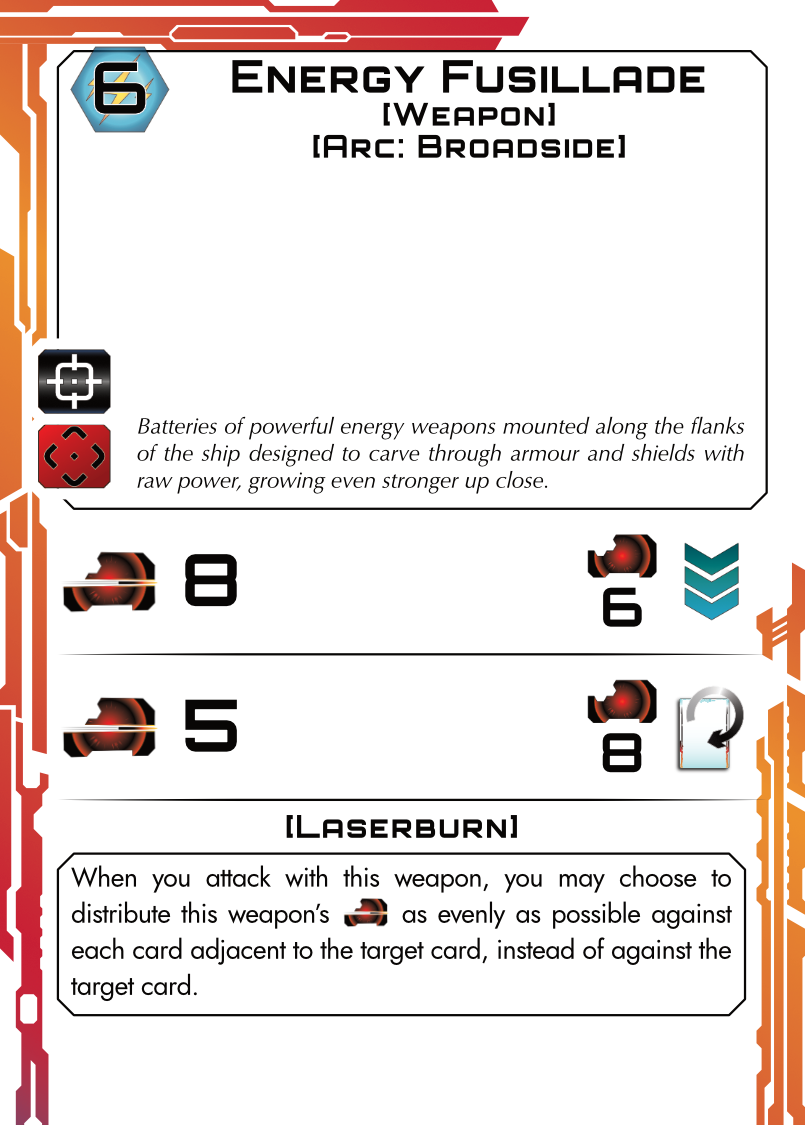 6
ENERGY FUSILLADE
[WEAPON]
[ARC: BROADSIDE]
Batteries of powerful energy weapons mounted along the flanks
of the ship designed to carve through armour and shields with
raw power, growing even stronger up close.
8
6
5
8
[LASERBURN]
When you attack with this weapon, you may choose to
distribute this weapon's as evenly as possible against
each card adjacent to the target card, instead of against the
target card.